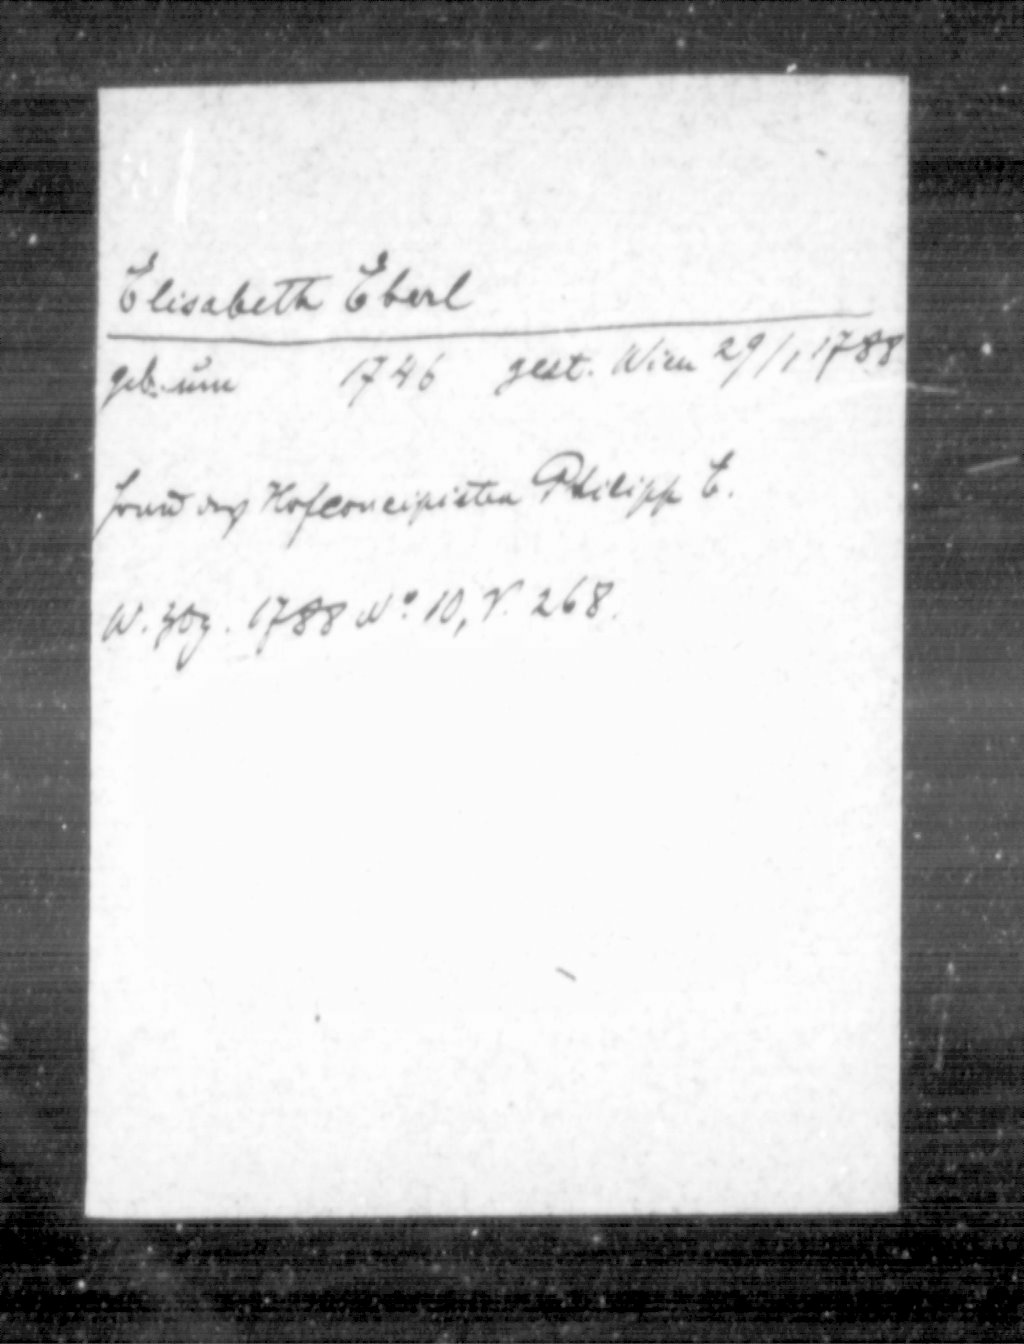 Elisabeth Eberl
geb. um 1746 gest. Wien 29/1, 1788
Frau des Hofconcipisten Philipp E.
W. Ztg. 1788 No. 10, S. 268.